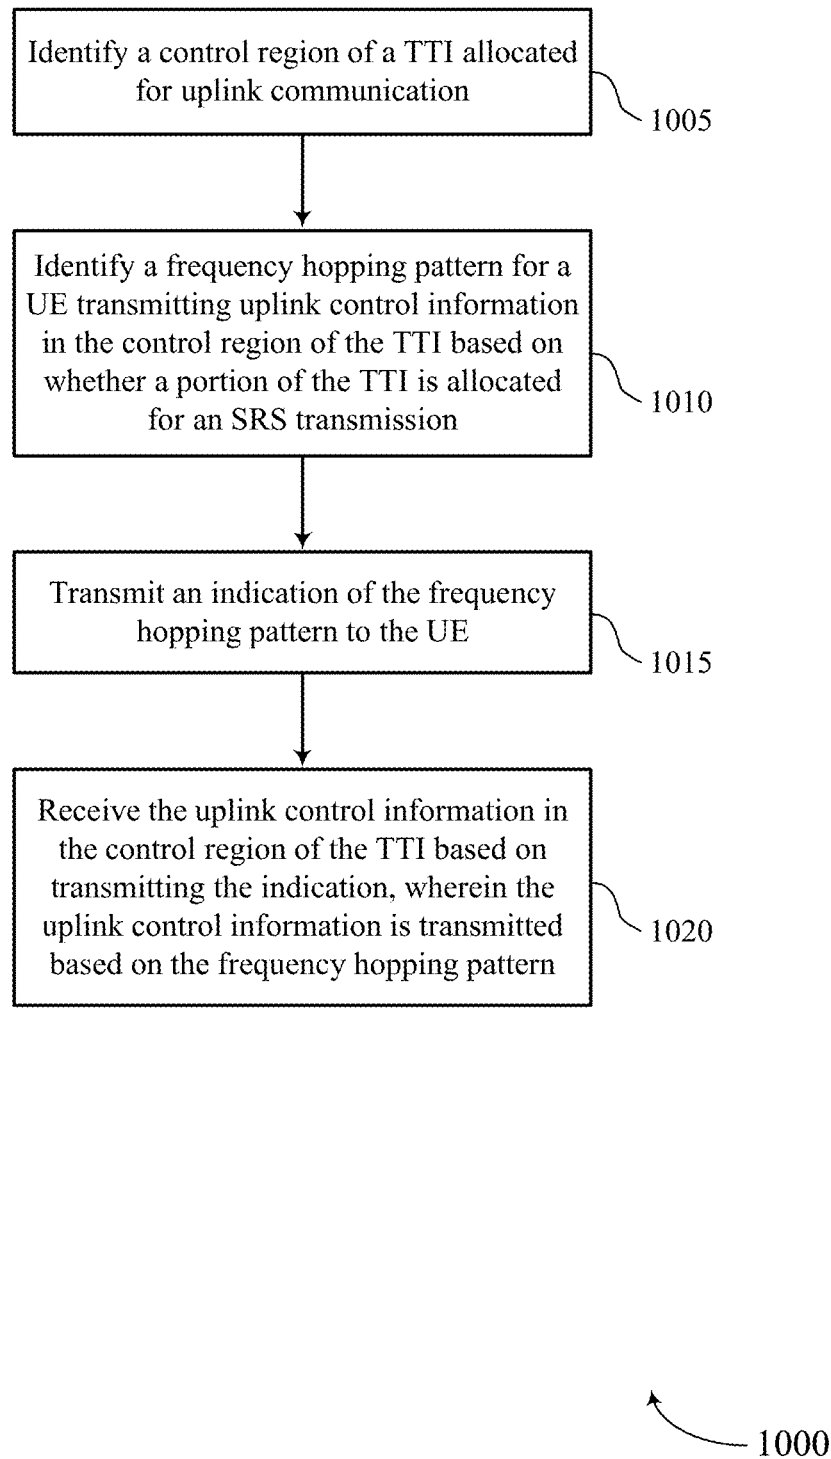 Identify a control region of a TTI allocated
for uplink communication
1005
Identify a frequency hopping pattern for a
UE transmitting uplink control information
in the control region of the TTI based on
whether a portion of the TTI is allocated
for an SRS transmission
1010
Transmit an indication of the frequency
hopping pattern to the UE
1015
Receive the uplink control information in
the control region of the TTI based on
transmitting the indication, wherein the
uplink control information is transmitted
based on the frequency hopping pattern
1020
1000